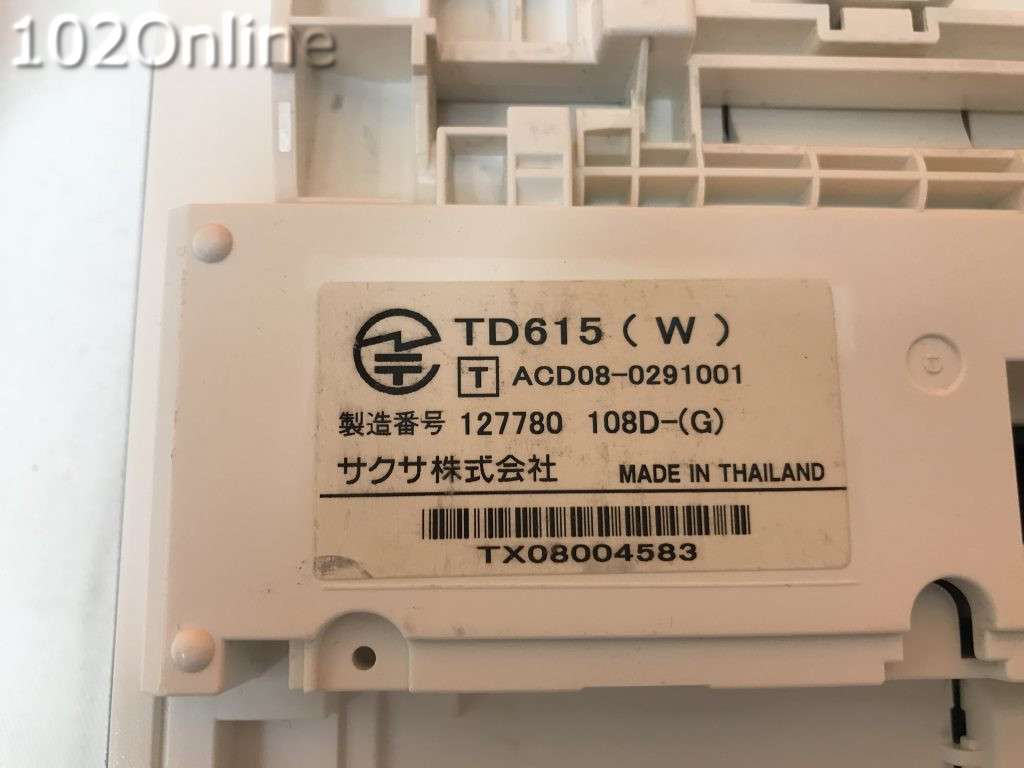 102Online
TD615 ( W )
T ACD08-0291001
製造番号 127780 108D-(G)
サクサ株式会社 MADE IN THAILAND
TX08004583